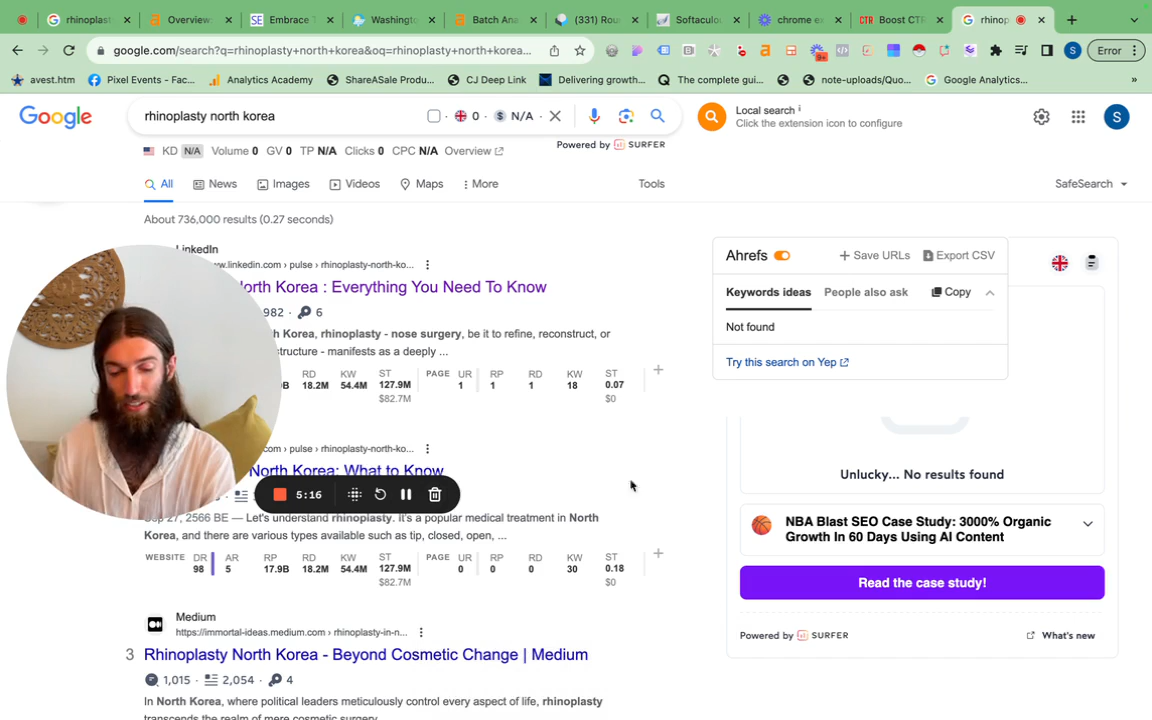 rhinoplast
Overview:
Embrace T
Washingto
Batch Ana
(331) Rou
Softaculou
chrome ex
Boost CTR
rhinop
google.com/search?q=rhinoplasty+north+korea&oq=rhinoplasty+north+korea...
Error
avest.htm
Pixel Events - Fac...
Analytics Academy
ShareASale Produ...
CJ Deep Link
Delivering growth...
The complete gui...
note-uploads/Quo...
Google Analytics...
»
Google
rhinoplasty north korea
0 · N/A ·
Local search
Click the extension icon to configure
S
KD N/A Volume 0 GV 0 TP N/A Clicks 0 CPC N/A Overview
Powered by SURFER
All
News
Images
Videos
Maps
More
Tools
SafeSearch
About 736,000 results (0.27 seconds)
LinkedIn
w.linkedin.com › pulse › rhinoplasty-north-ko...
North Korea : Everything You Need To Know
982 · 6
h Korea, rhinoplasty - nose surgery, be it to refine, reconstruct, or
structure - manifests as a deeply ...
RD KW ST PAGE UR RP RD KW ST
18.2M 54.4M 127.9M 1 1 1 18 0.07
$82.7M $0
.com › pulse › rhinoplasty-north-ko...
North Korea: What to Know
5:16
Sep 27, 2566 BE — Let's understand rhinoplasty. It's a popular medical treatment in North
Korea, and there are various types available such as tip, closed, open, ...
WEBSITE DR AR RP RD KW ST PAGE UR RP RD KW ST
98 5 17.9B 18.2M 54.4M 127.9M 0 0 0 30 0.18
$82.7M $0
Medium
https://immortal-ideas.medium.com › rhinoplasty-in-n...
3 Rhinoplasty North Korea - Beyond Cosmetic Change | Medium
1,015 · 2,054 · 4
In North Korea, where political leaders meticulously control every aspect of life, rhinoplasty
transcends the realm of mere cosmetic surgery.
Ahrefs
+ Save URLs
Export CSV
Keywords ideas
People also ask
Copy
Not found
Try this search on Yep
Unlucky... No results found
NBA Blast SEO Case Study: 3000% Organic
Growth In 60 Days Using AI Content
Read the case study!
Powered by SURFER
What's new